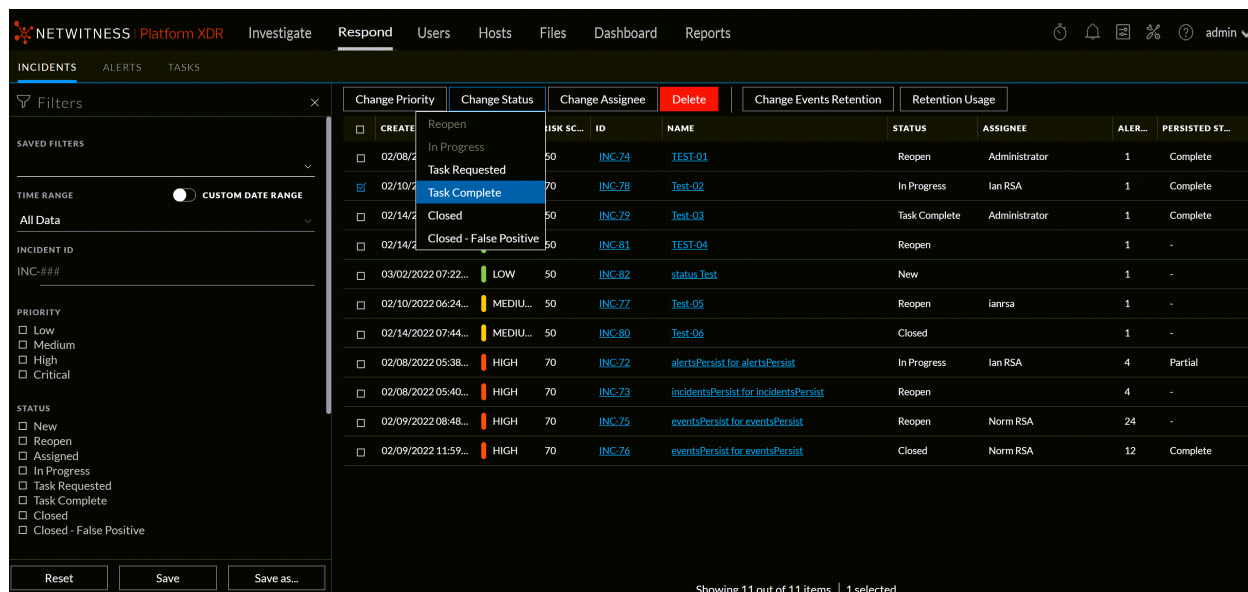 NETWITNESS | Platform XDR Investigate Respond Users Hosts Files Dashboard Reports admin
INCIDENTS ALERTS TASKS
Filters
SAVED FILTERS
TIME RANGE CUSTOM DATE RANGE
All Data
INCIDENT ID
INC-###
PRIORITY
Low
Medium
High
Critical
STATUS
New
Reopen
Assigned
In Progress
Task Requested
Task Complete
Closed
Closed - False Positive
Reset Save Save as...
Change Priority Change Status Change Assignee Delete Change Events Retention Retention Usage
Reopen
In Progress
Task Requested
Task Complete
Closed
Closed - False Positive
CREATE RISK SC... ID NAME STATUS ASSIGNEE ALER... PERSISTED ST...
02/08/2 50 INC-74 TEST-01 Reopen Administrator 1 Complete
02/10/2 70 INC-78 Test-02 In Progress Ian RSA 1 Complete
02/14/2 50 INC-79 Test-03 Task Complete Administrator 1 Complete
02/14/2 50 INC-81 TEST-04 Reopen 1 -
03/02/2022 07:22... LOW 50 INC-82 status Test New 1 -
02/10/2022 06:24... MEDIU... 50 INC-77 Test-05 Reopen ianrsa 1 -
02/14/2022 07:44... MEDIU... 50 INC-80 Test-06 Closed 1 -
02/08/2022 05:38... HIGH 70 INC-72 alertsPersist for alertsPersist In Progress Ian RSA 4 Partial
02/08/2022 05:40... HIGH 70 INC-73 incidentsPersist for incidentsPersist Reopen 4 -
02/09/2022 08:48... HIGH 70 INC-75 eventsPersist for eventsPersist Reopen Norm RSA 24 -
02/09/2022 11:59... HIGH 70 INC-76 eventsPersist for eventsPersist Closed Norm RSA 12 Complete
Showing 11 out of 11 items | 1 selected